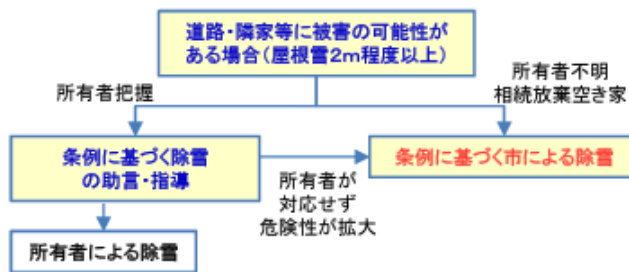 道路・隣家等に被害の可能性が
ある場合（屋根雪2m程度以上）
所有者把握
所有者不明
相続放棄空き家
条例に基づく除雪
の助言・指導
条例に基づく市による除雪
所有者が
対応せず
危険性が拡大
所有者による除雪